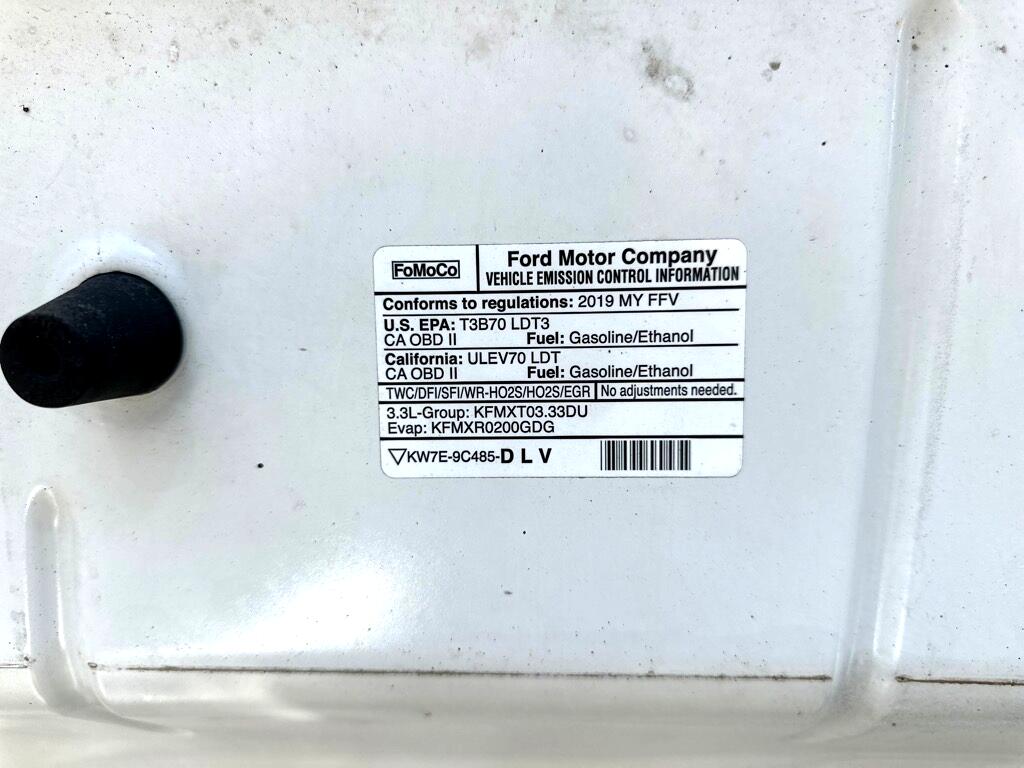 FoMoCo
Ford Motor Company
VEHICLE EMISSION CONTROL INFORMATION
Conforms to regulations: 2019 MY FFV
U.S. EPA: T3B70 LDT3
CA OBD II Fuel: Gasoline/Ethanol
California: ULEV70 LDT
CA OBD II Fuel: Gasoline/Ethanol
TWC/DFI/SFI/WR-HO2S/HO2S/EGR No adjustments needed.
3.3L-Group: KFMXT03.33DU
Evap: KFMXR0200GDG
KW7E-9C485-D L V